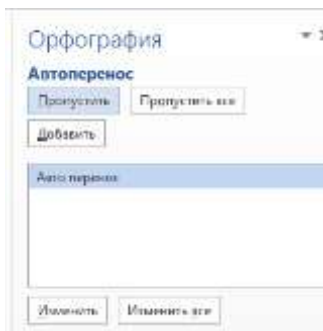 Орфография
Автоперенос
Пропустить Пропустить все
Добавить
Авто перенос
Изменить Изменить все